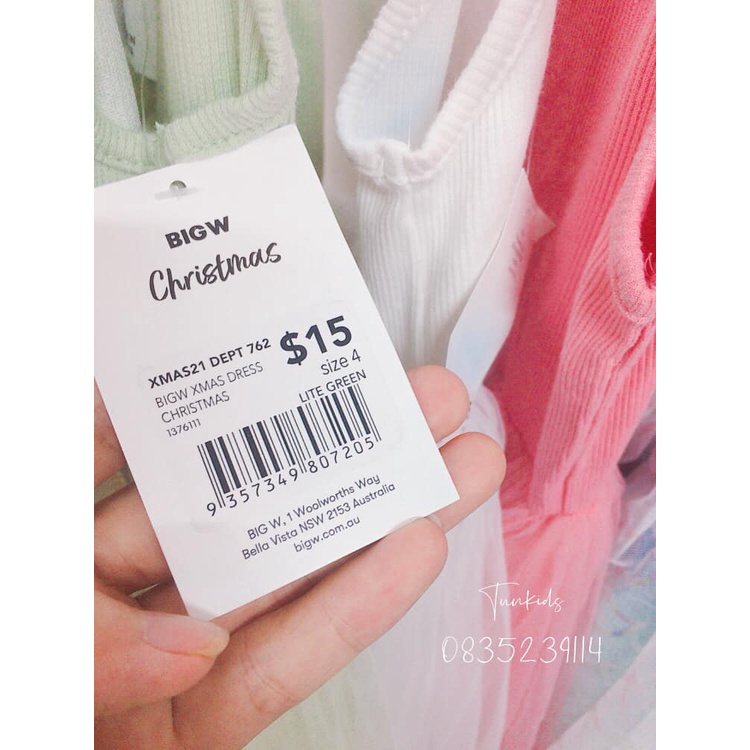 BIGW
Christmas
XMAS21 DEPT 762
$15
BIGW XMAS DRESS
size 4
CHRISTMAS
LITE GREEN
1376111
9 357349 807205
BIG W, 1 Woolworths Way
Bella Vista NSW 2153 Australia
bigw.com.au
Tunkids
0835239114